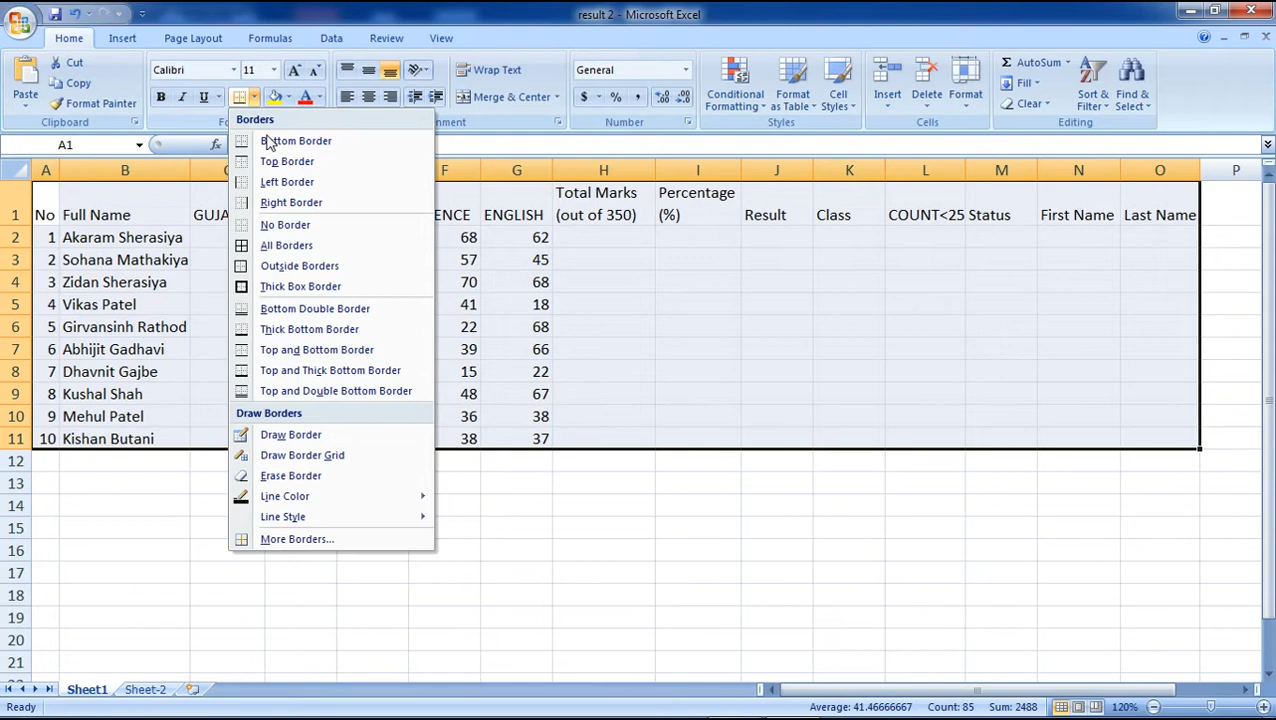 result 2 - Microsoft Excel
Home Insert Page Layout Formulas Data Review View
Paste Cut Copy Format Painter
Calibri 11
B I U A
Wrap Text
Merge & Center
General
$ % ,
Conditional Formatting Format as Table Cell Styles
Insert Delete Format
AutoSum Fill Clear
Sort & Filter Find & Select
Number Styles Cells Editing
A1 fx
Borders
Bottom Border
Top Border
Left Border
Right Border
No Border
All Borders
Outside Borders
Thick Box Border
Bottom Double Border
Thick Bottom Border
Top and Bottom Border
Top and Thick Bottom Border
Top and Double Bottom Border
Draw Borders
Draw Border
Draw Border Grid
Erase Border
Line Color
Line Style
More Borders...
A B F G H I J K L M N O P
1 No Full Name GUJA ENCE ENGLISH Total Marks (out of 350) Percentage (%) Result Class COUNT<25 Status First Name Last Name
2 1 Akaram Sherasiya 68 62
3 2 Sohana Mathakiya 57 45
4 3 Zidan Sherasiya 70 68
5 4 Vikas Patel 41 18
6 5 Girvansinh Rathod 22 68
7 6 Abhijit Gadhavi 39 66
8 7 Dhavnit Gajbe 15 22
9 8 Kushal Shah 48 67
10 9 Mehul Patel 36 38
11 10 Kishan Butani 38 37
12
13
14
15
16
17
18
19
20
21
Sheet1 Sheet-2
Ready Average: 41.46666667 Count: 85 Sum: 2488 120%